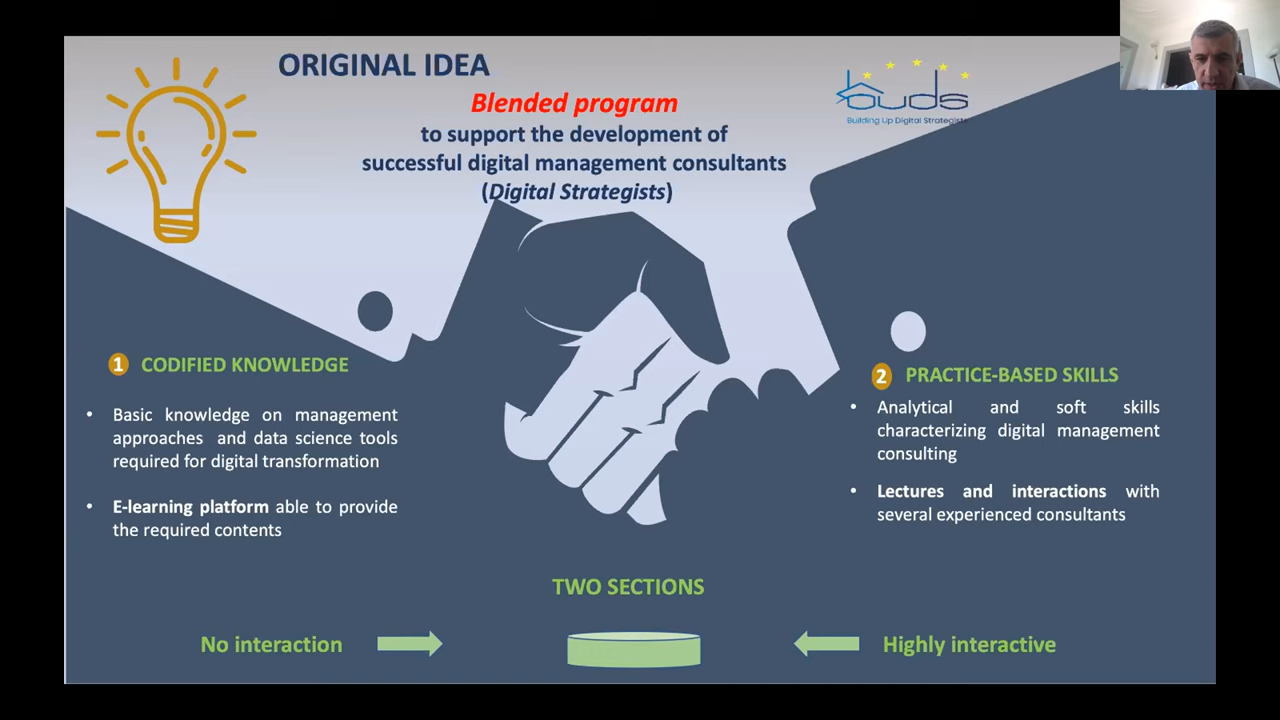 ORIGINAL IDEA
Blended program
to support the development of
successful digital management consultants
(Digital Strategists)
buds
Building Up Digital Strategists
1 CODIFIED KNOWLEDGE
• Basic knowledge on management
approaches and data science tools
required for digital transformation
• E-learning platform able to provide
the required contents
2 PRACTICE-BASED SKILLS
• Analytical and soft skills
characterizing digital management
consulting
• Lectures and interactions with
several experienced consultants
TWO SECTIONS
No interaction
Highly interactive